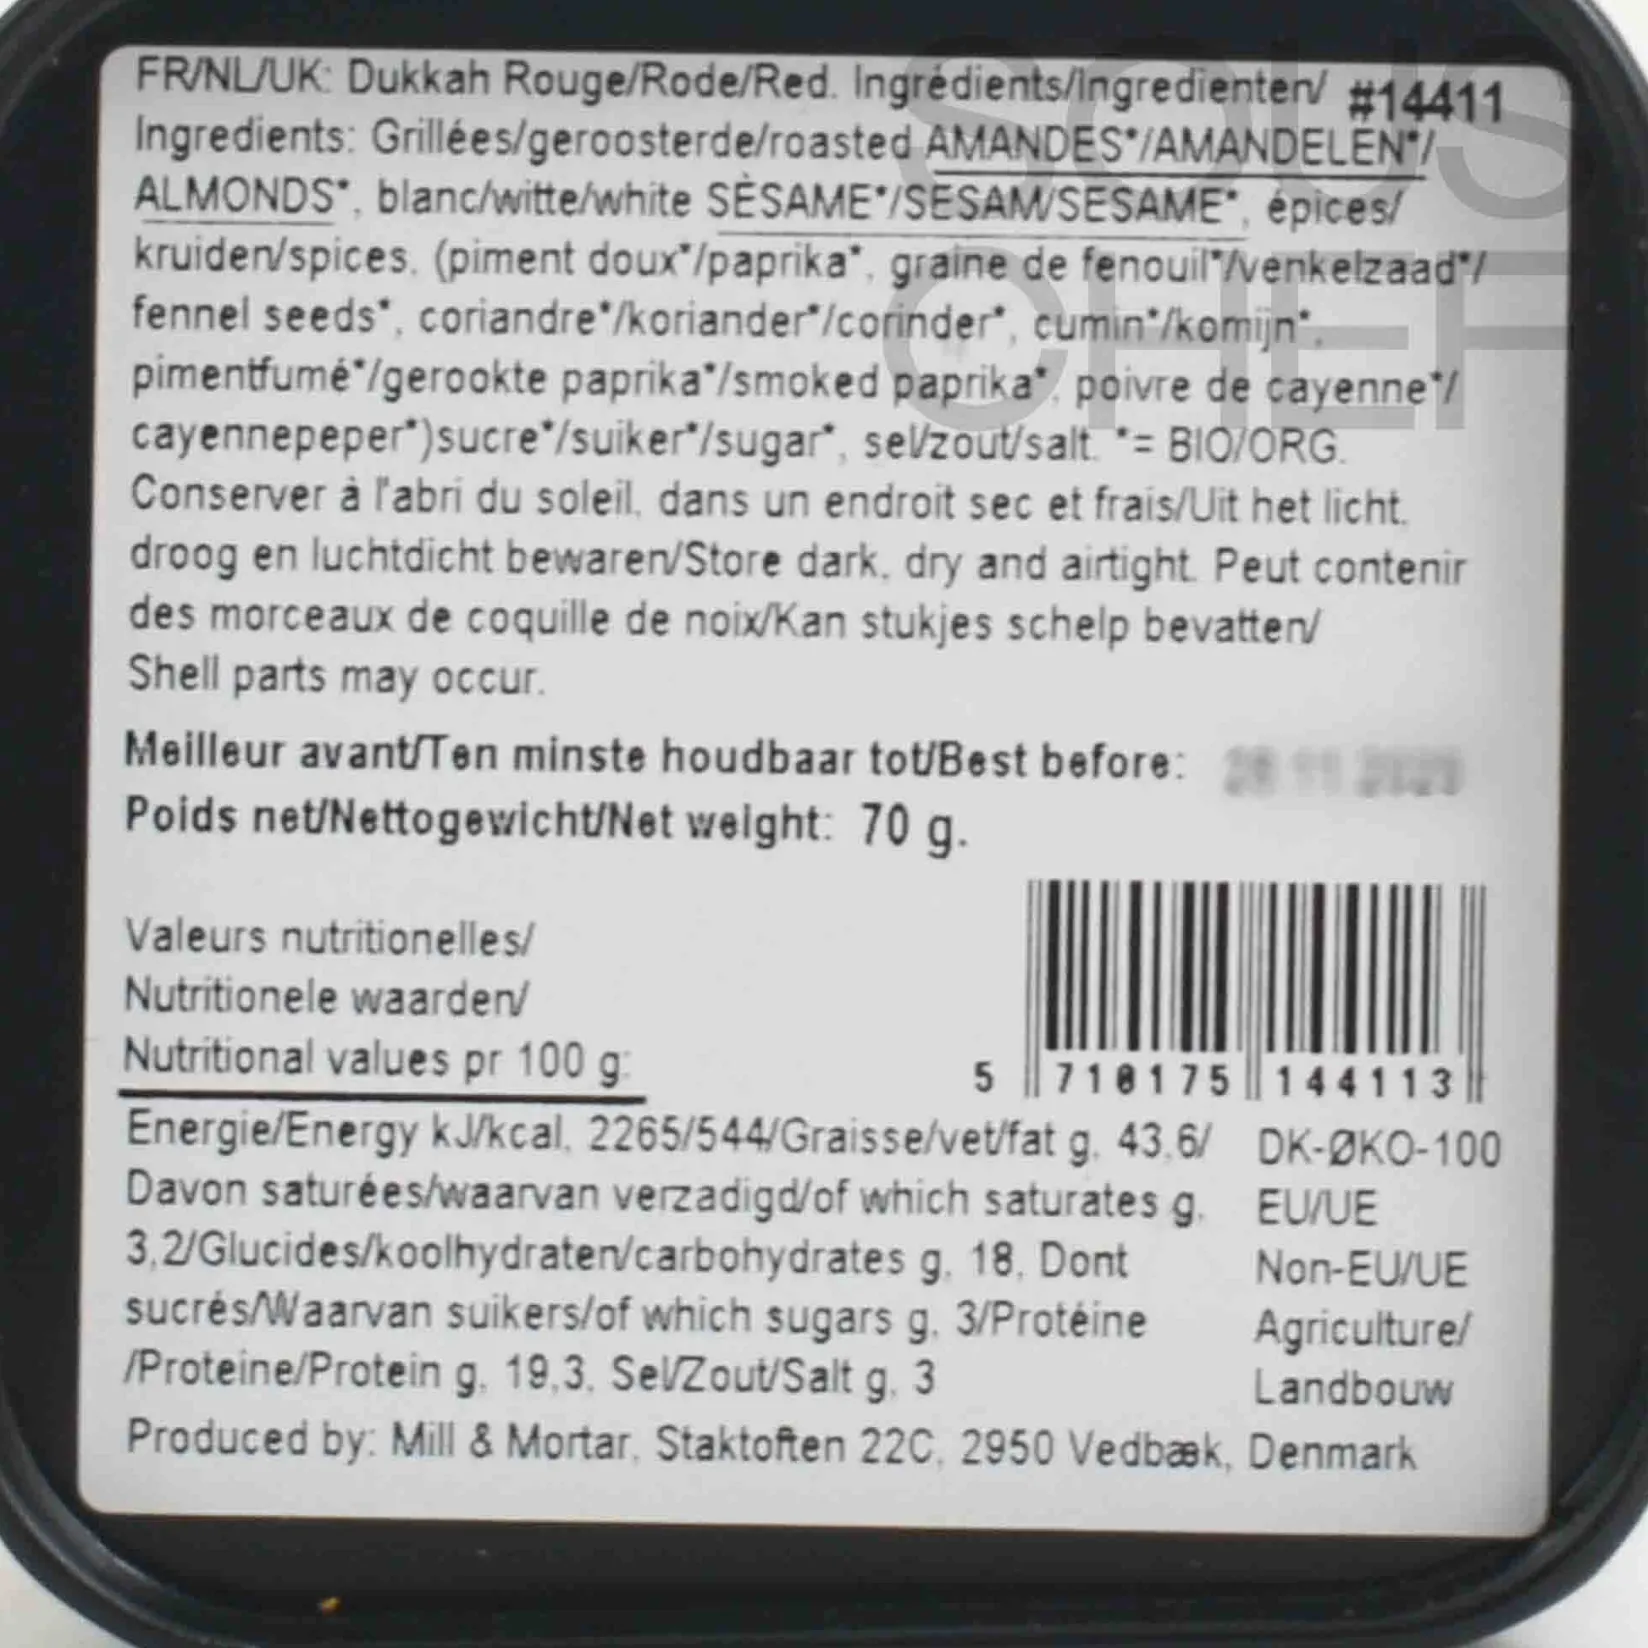 FR/NL/UK: Dukkah Rouge/Rode/Red. Ingrédients/Ingredienten/ #14411
Ingredients: Grillées/geroosterde/roasted AMANDES*/AMANDELEN*/
ALMONDS*, blanc/witte/white SÈSAME*/SESAM/SESAME*, épices/
kruiden/spices, (piment doux*/paprika*, graine de fenouil*/venkelzaad*/
fennel seeds*, coriandre*/koriander*/corinder*, cumin*/komijn*,
pimentfumé*/gerookte paprika*/smoked paprika*, poivre de cayenne*/
cayennepeper*)sucre*/suiker*/sugar*, sel/zout/salt. *= BIO/ORG.
Conserver à l'abri du soleil, dans un endroit sec et frais/Uit het licht,
droog en luchtdicht bewaren/Store dark, dry and airtight. Peut contenir
des morceaux de coquille de noix/Kan stukjes schelp bevatten/
Shell parts may occur.
Meilleur avant/Ten minste houdbaar tot/Best before:
Poids net/Nettogewicht/Net weight: 70 g.
Valeurs nutritionelles/
Nutritionele waarden/
Nutritional values pr 100 g:
5 710175 144113
Energie/Energy kJ/kcal. 2265/544/Graisse/vet/fat g. 43,6/
Davon saturées/waarvan verzadigd/of which saturates g.
3,2/Glucides/koolhydraten/carbohydrates g. 18. Dont
sucrés/Waarvan suikers/of which sugars g. 3/Protéine
/Proteine/Protein g. 19,3. Sel/Zout/Salt g. 3
DK-ØKO-100
EU/UE
Non-EU/UE
Agriculture/
Landbouw
Produced by: Mill & Mortar, Staktoften 22C, 2950 Vedbæk, Denmark
SOUS
CHEF